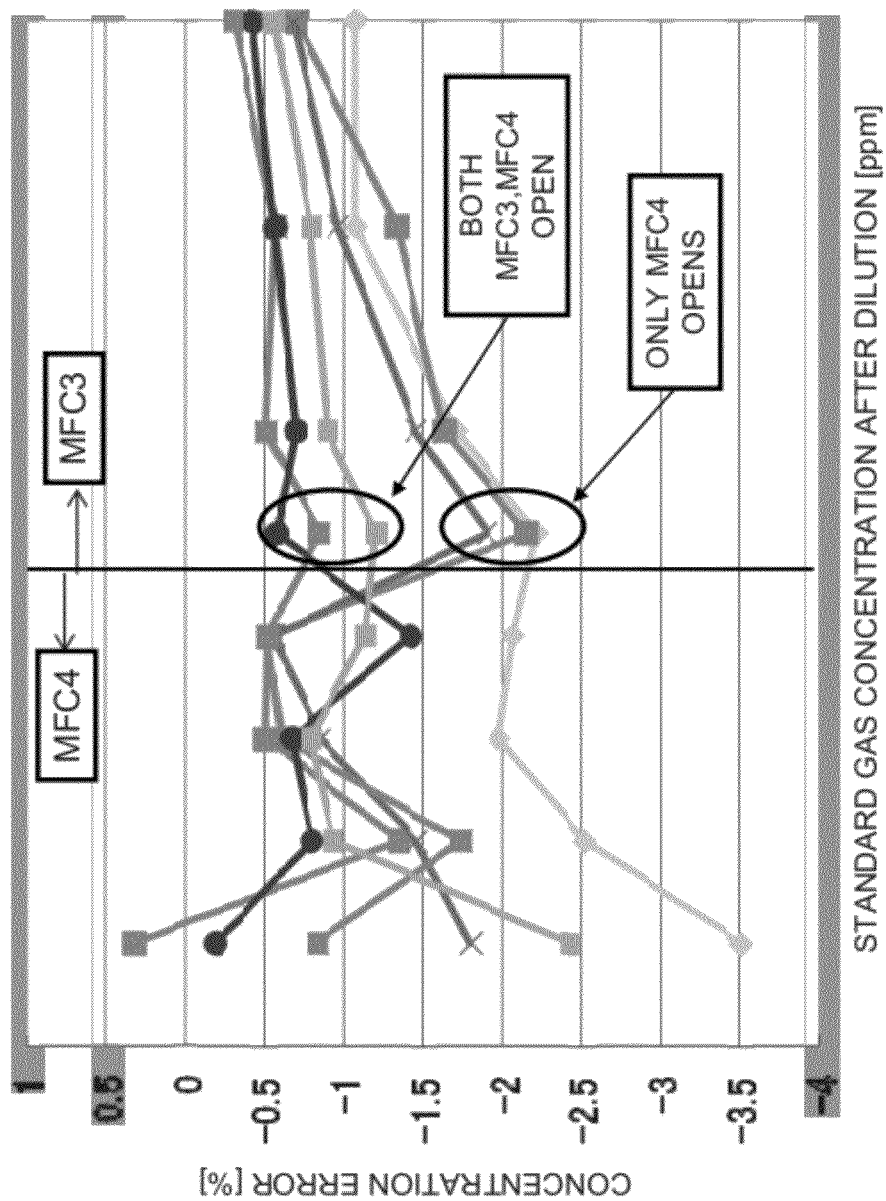 MFC4
MFC3
BOTH
MFC3,MFC4
OPEN
ONLY MFC4
OPENS
1
0.5
0
-0.5
-1
-1.5
-2
-2.5
-3
-3.5
-4
CONCENTRATION ERROR [%]
STANDARD GAS CONCENTRATION AFTER DILUTION [ppm]